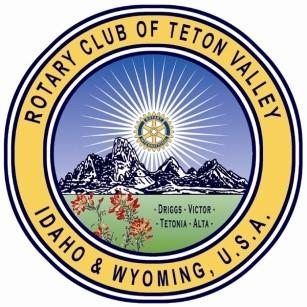 ROTARY CLUB OF TETON VALLEY
· DRIGGS · VICTOR ·
· TETONIA · ALTA ·
IDAHO & WYOMING, U.S.A.